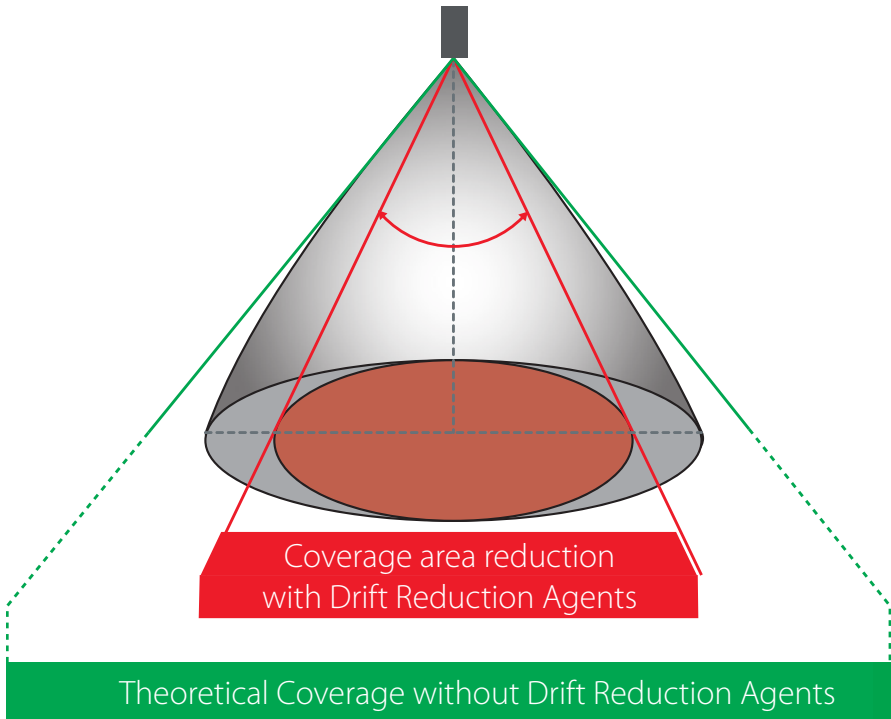 Coverage area reduction
with Drift Reduction Agents
Theoretical Coverage without Drift Reduction Agents